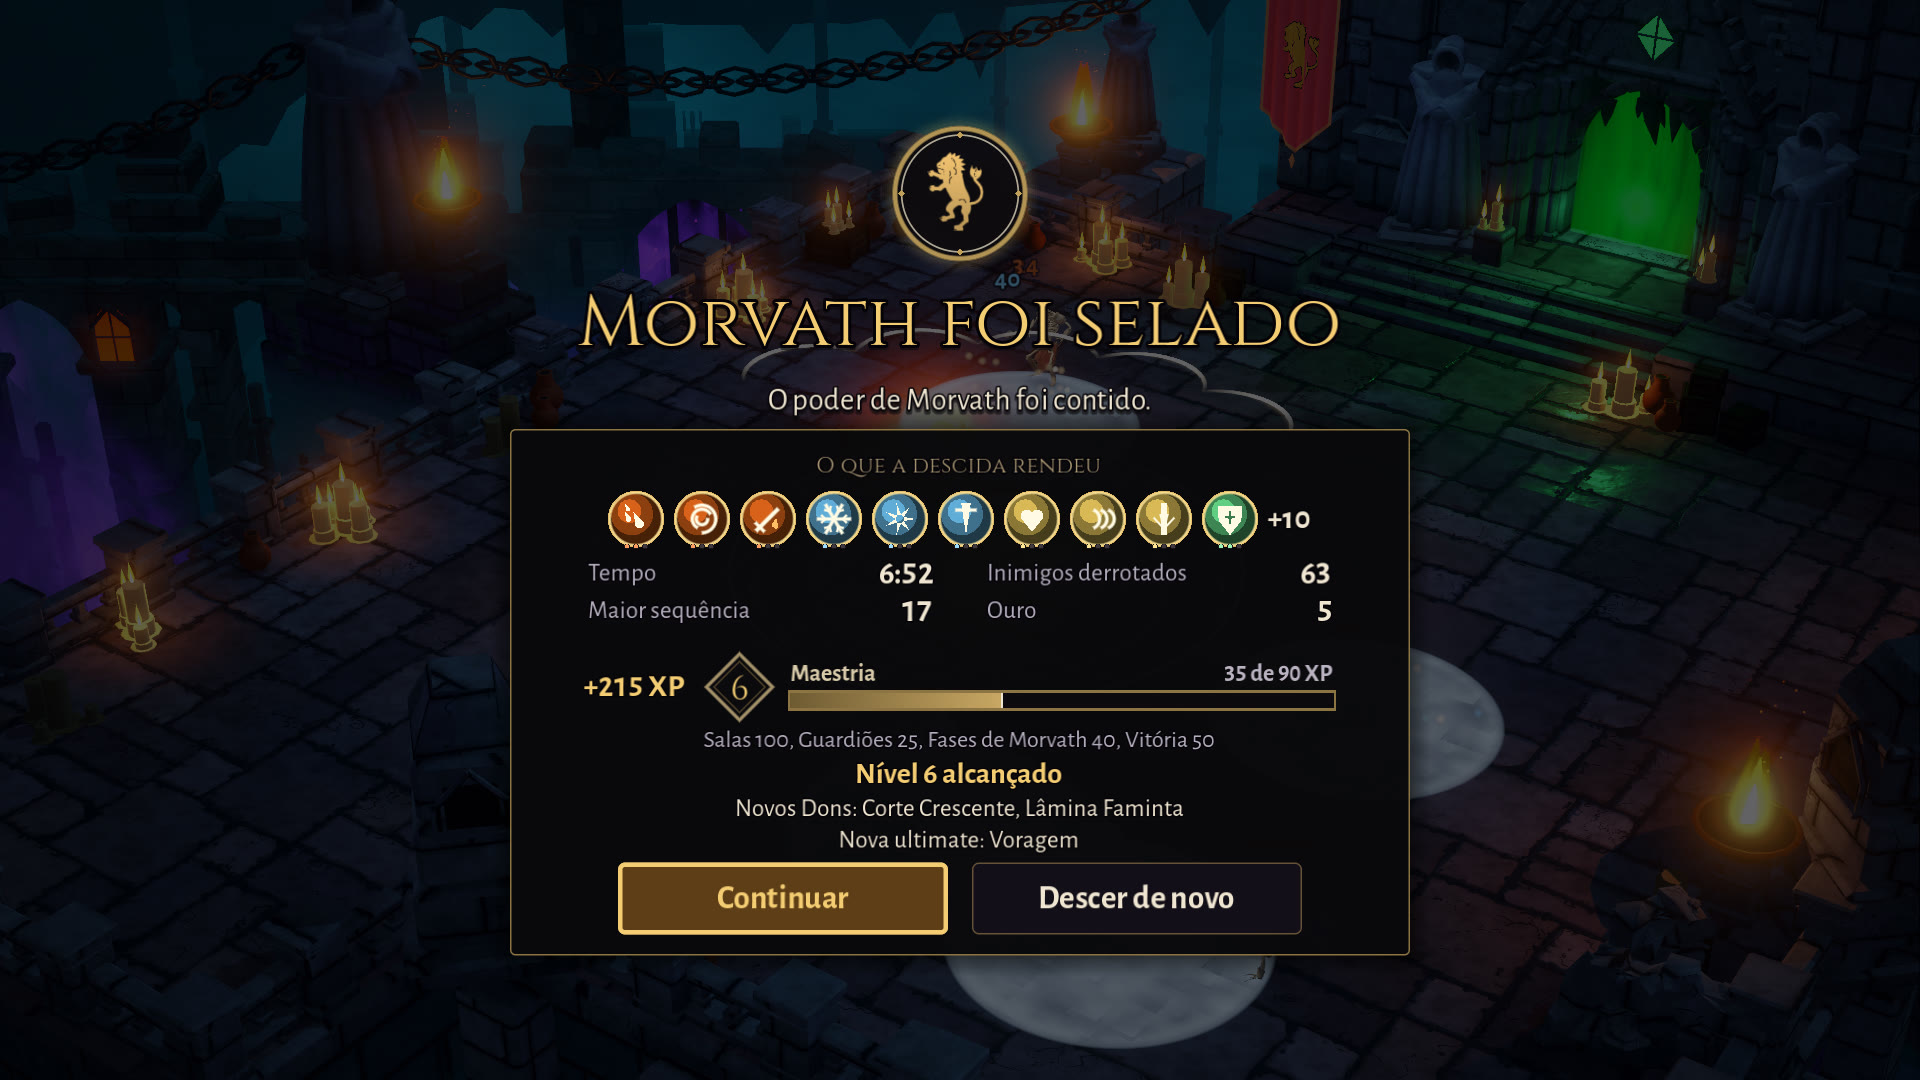 34
40
Morvath foi selado
O poder de Morvath foi contido.
O que a descida rendeu
+10
Tempo 6:52 Inimigos derrotados 63
Maior sequência 17 Ouro 5
+215 XP 6 Maestria 35 de 90 XP
Salas 100, Guardiões 25, Fases de Morvath 40, Vitória 50
Nível 6 alcançado
Novos Dons: Corte Crescente, Lâmina Faminta
Nova ultimate: Voragem
Continuar Descer de novo